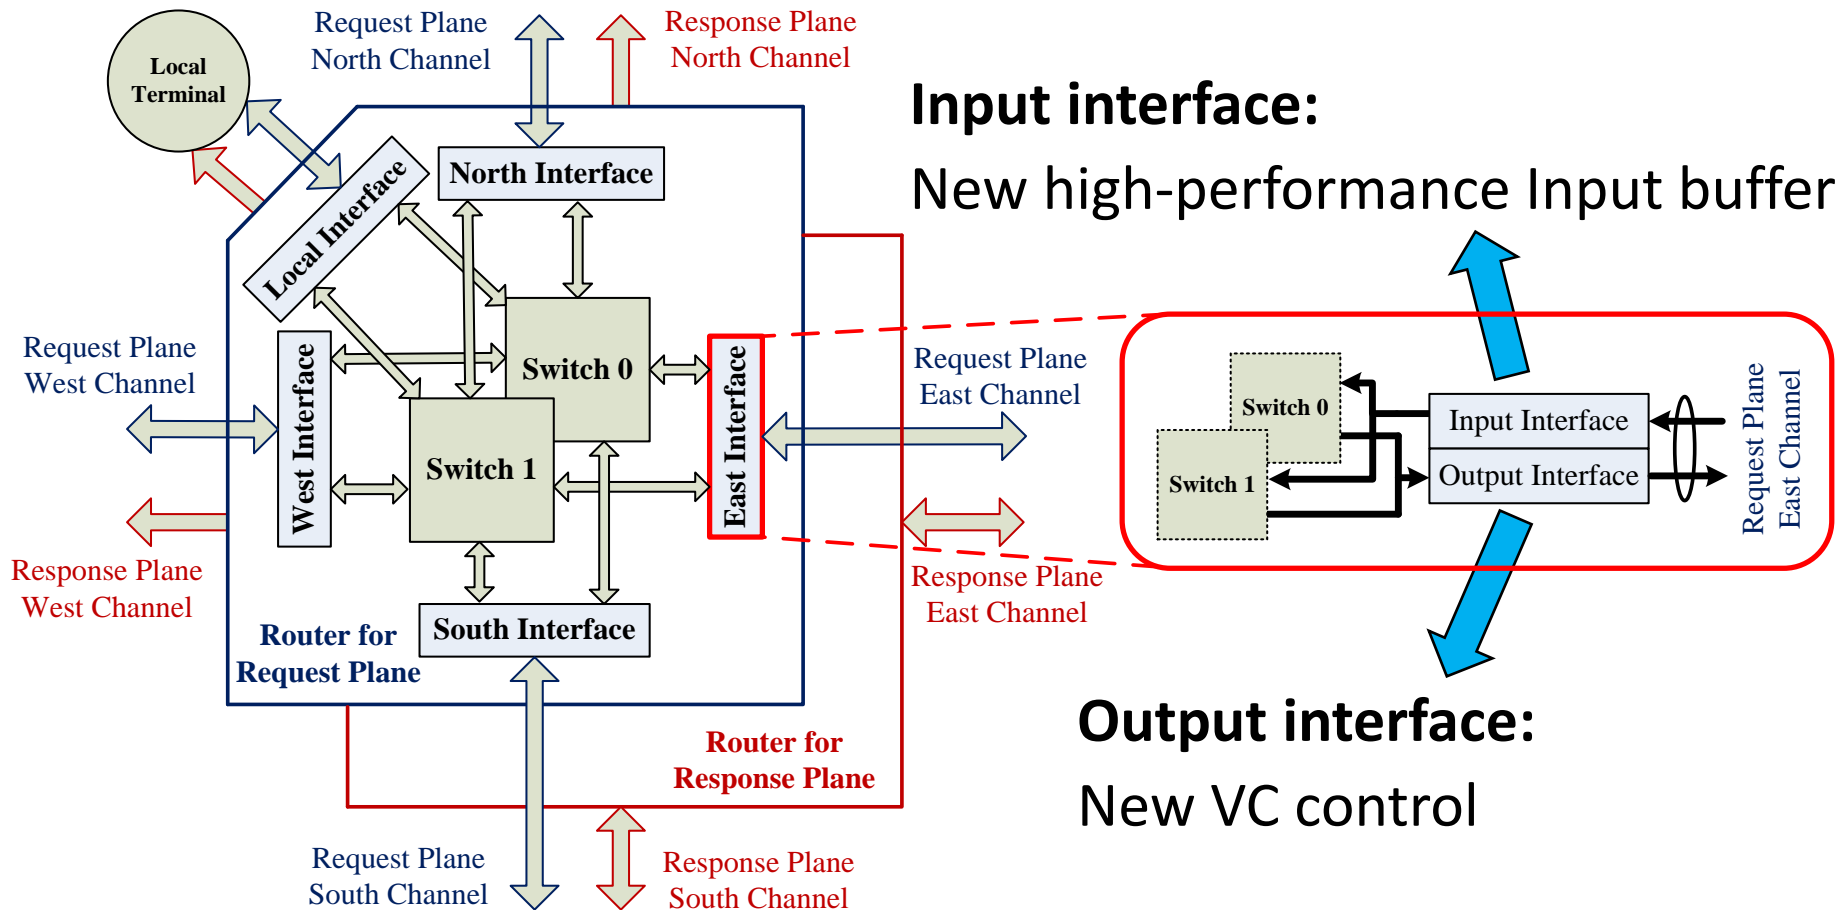 Request Plane
North Channel
Response Plane
North Channel
Local
Terminal
Input interface:
New high-performance Input buffer
North Interface
Local Interface
Request Plane
West Channel
West Interface
Switch 0
Switch 1
East Interface
Request Plane
East Channel
Response Plane
West Channel
Response Plane
East Channel
South Interface
Router for
Request Plane
Router for
Response Plane
Request Plane
South Channel
Response Plane
South Channel
Switch 0
Switch 1
Input Interface
Output Interface
Request Plane
East Channel
Output interface:
New VC control